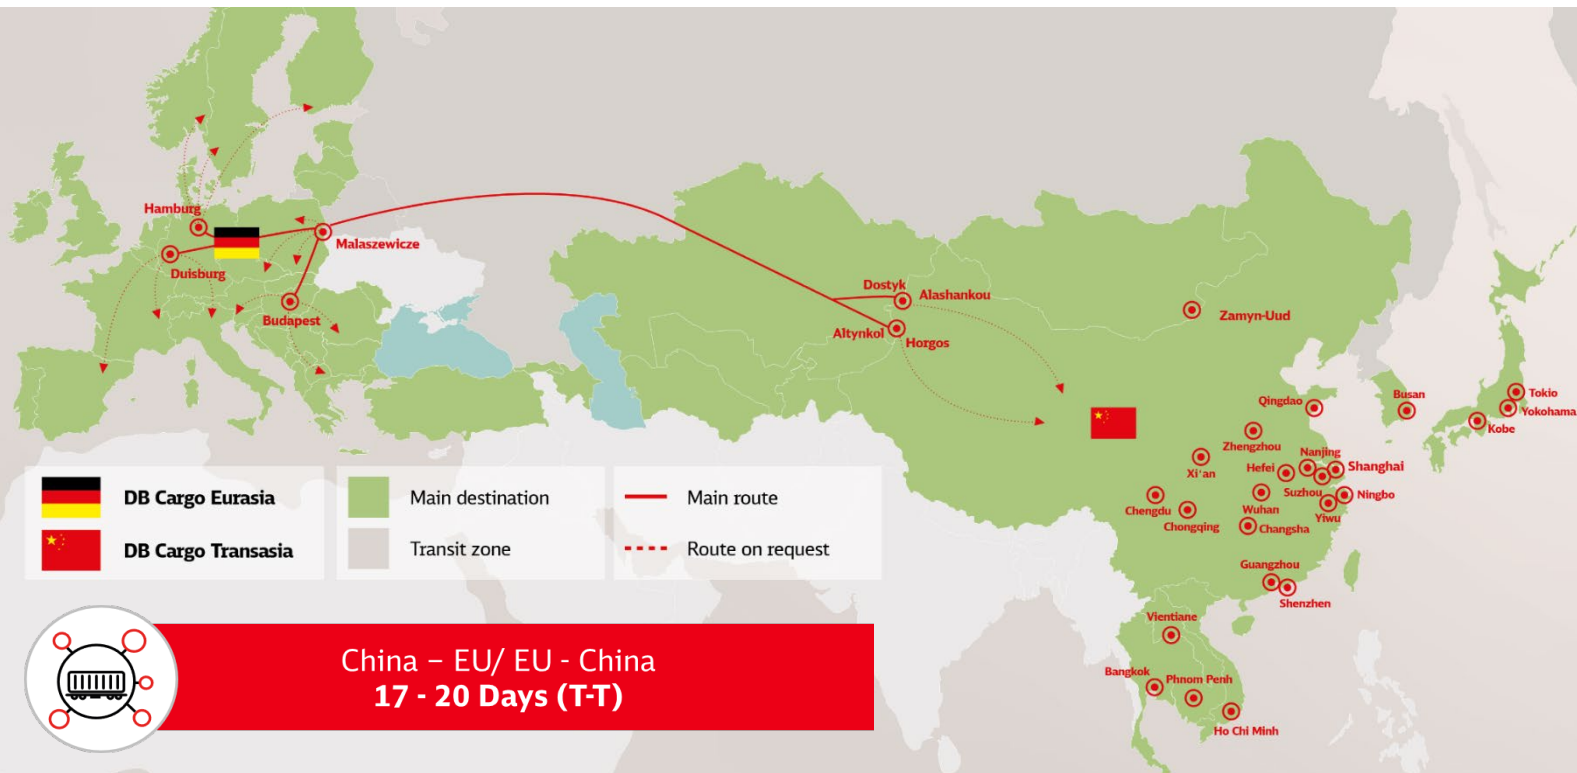 Hamburg
Malaszewicze
Duisburg
Budapest
Dostyk
Alashankou
Altynkol
Horgos
Zamyn-Uud
Qingdao
Busan
Tokio
Yokohama
Kobe
Zhengzhou
Nanjing
Xi'an
Hefei
Shanghai
Suzhou
Ningbo
Chengdu
Wuhan
Yiwu
Chongqing
Changsha
Guangzhou
Shenzhen
Vientiane
Bangkok
Phnom Penh
Ho Chi Minh
DB Cargo Eurasia
DB Cargo Transasia
Main destination
Transit zone
Main route
Route on request
China – EU/ EU - China
17 - 20 Days (T-T)